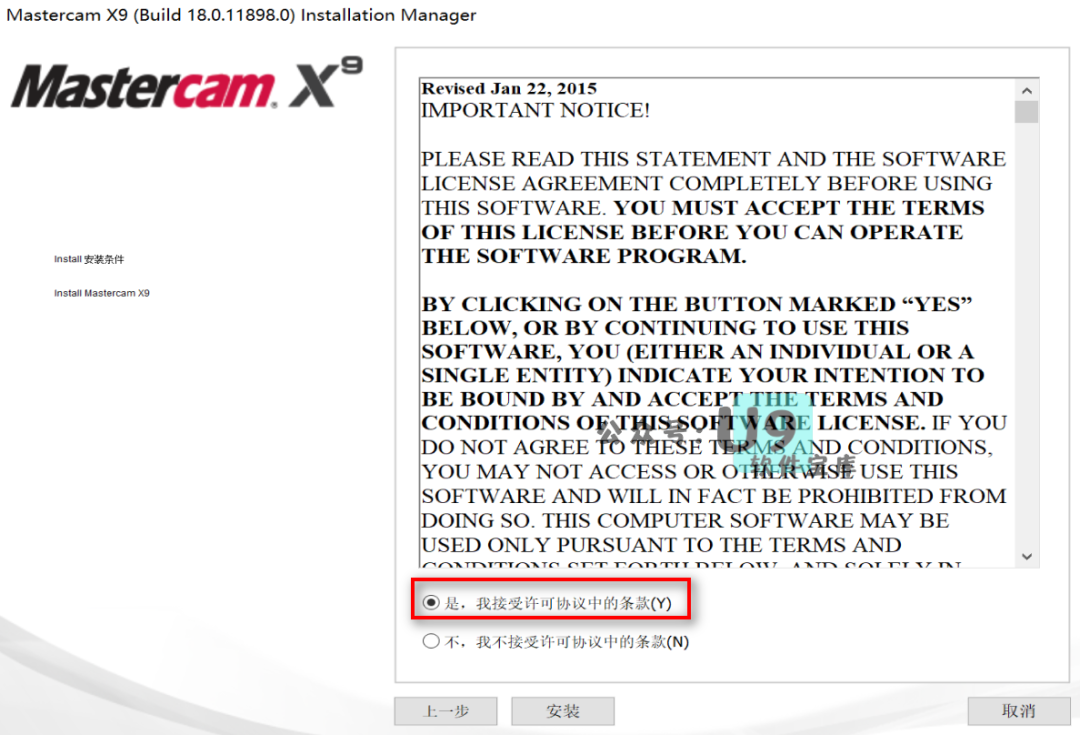 Mastercam X9 (Build 18.0.11898.0) Installation Manager
Mastercam X9
Install 安装条件
Install Mastercam X9
Revised Jan 22, 2015
IMPORTANT NOTICE!
PLEASE READ THIS STATEMENT AND THE SOFTWARE
LICENSE AGREEMENT COMPLETELY BEFORE USING
THIS SOFTWARE. YOU MUST ACCEPT THE TERMS
OF THIS LICENSE BEFORE YOU CAN OPERATE
THE SOFTWARE PROGRAM.
BY CLICKING ON THE BUTTON MARKED “YES”
BELOW, OR BY CONTINUING TO USE THIS
SOFTWARE, YOU (EITHER AN INDIVIDUAL OR A
SINGLE ENTITY) INDICATE YOUR INTENTION TO
BE BOUND BY AND ACCEPT THE TERMS AND
CONDITIONS OF THIS SOFTWARE LICENSE. IF YOU
DO NOT AGREE TO THESE TERMS AND CONDITIONS,
YOU MAY NOT ACCESS OR OTHERWISE USE THIS
SOFTWARE AND WILL IN FACT BE PROHIBITED FROM
DOING SO. THIS COMPUTER SOFTWARE MAY BE
USED ONLY PURSUANT TO THE TERMS AND
CONDITIONS SET FORTH BELOW, AND SOLELY IN
公众号：U9
软件宝库
是，我接受许可协议中的条款(Y)
不，我不接受许可协议中的条款(N)
上一步
安装
取消